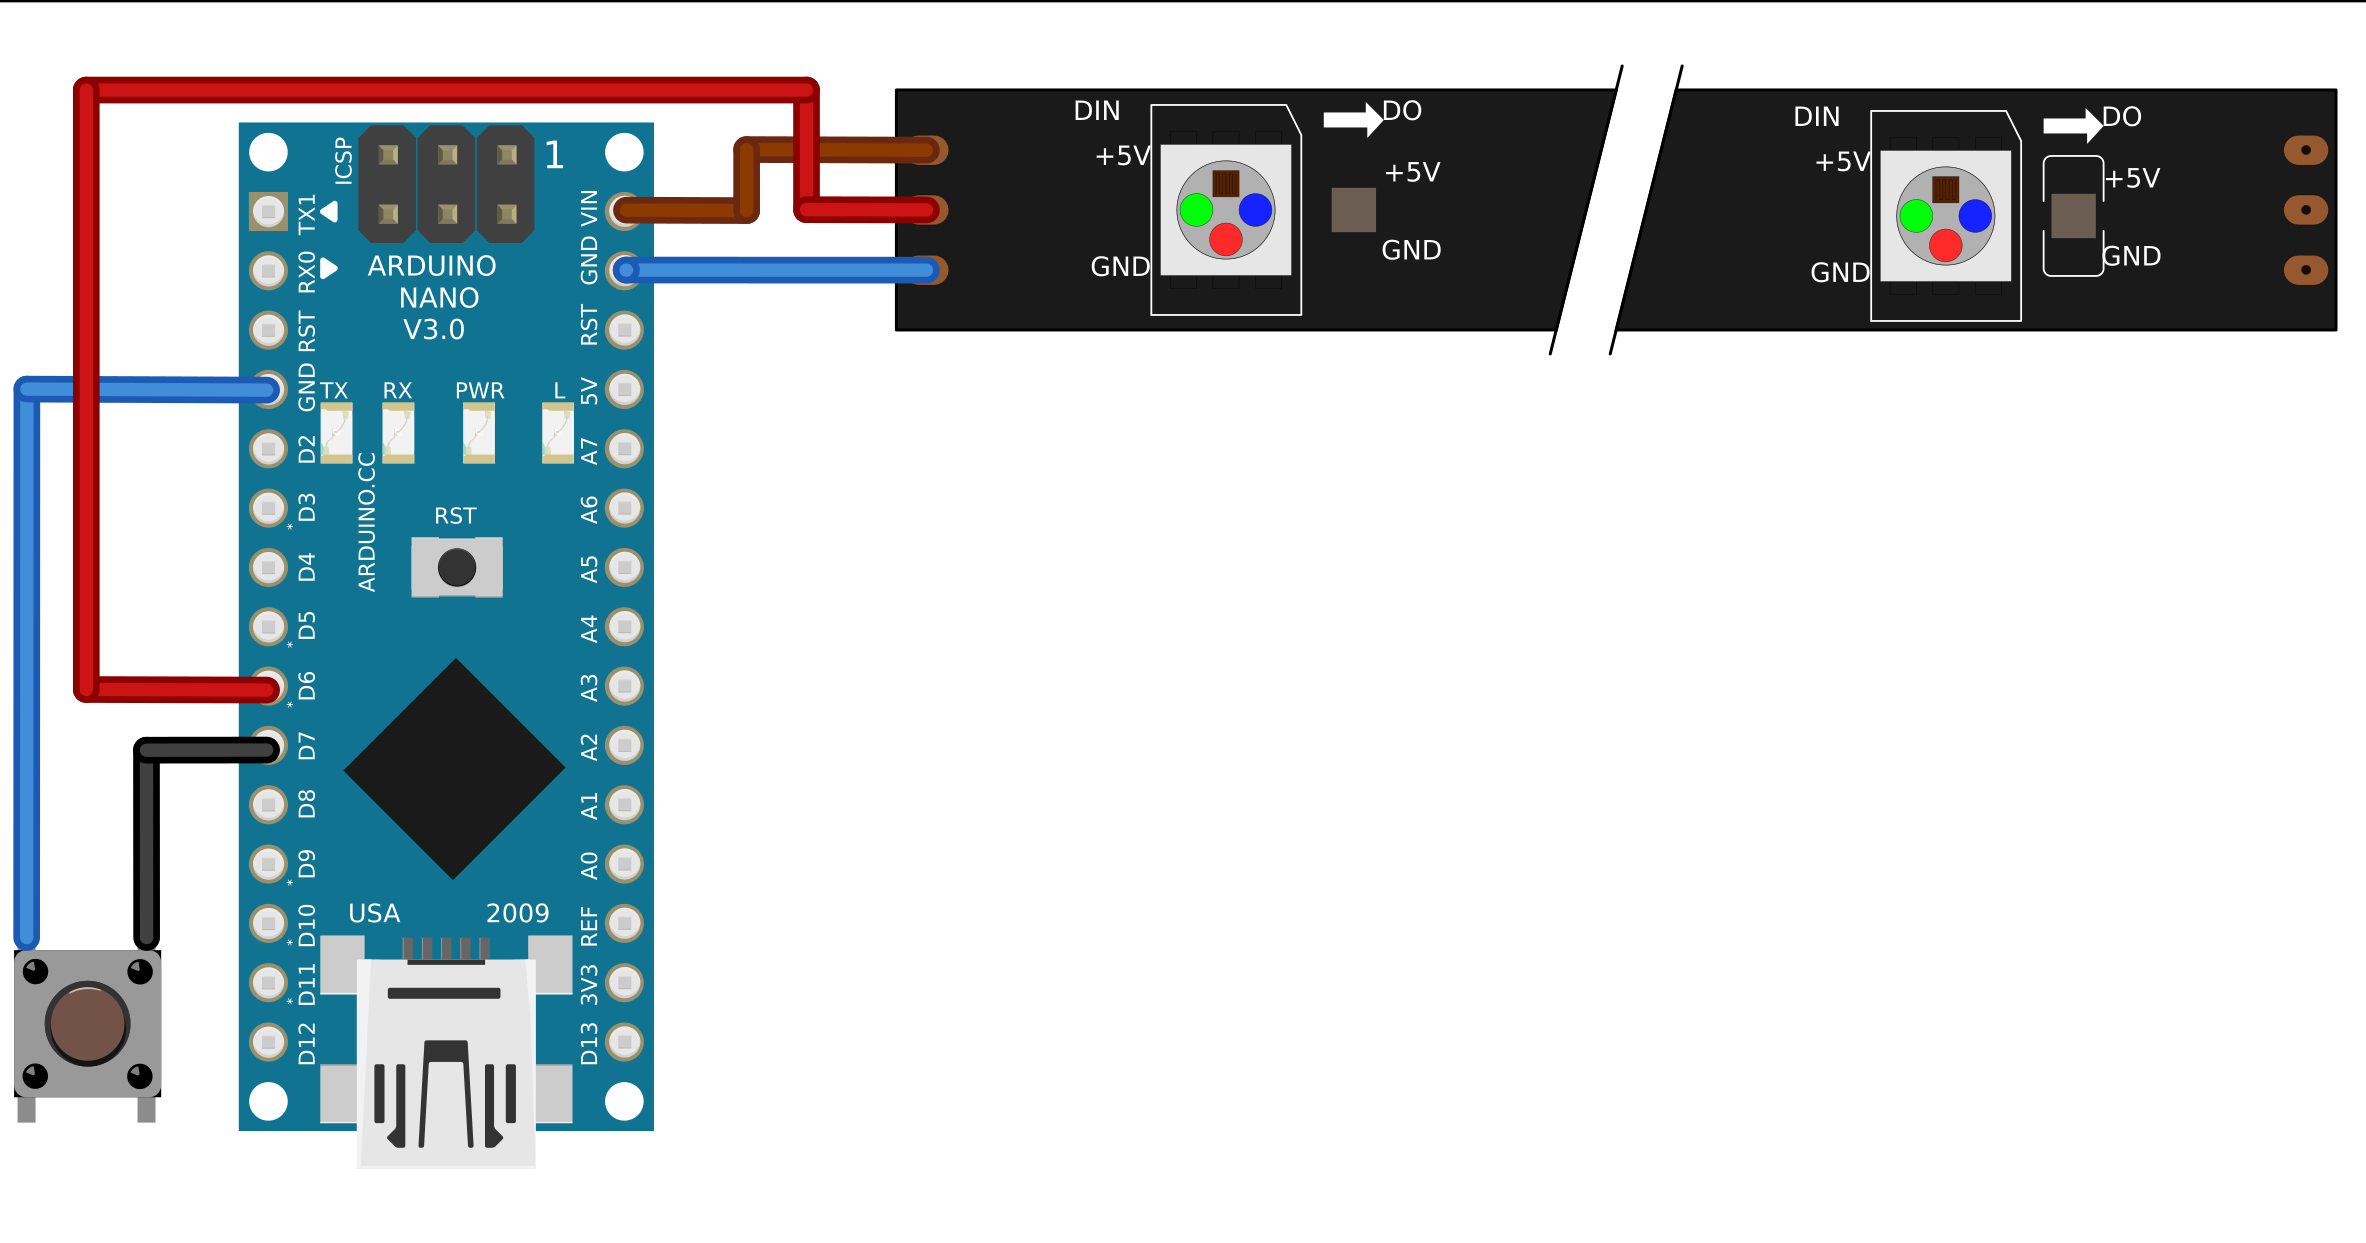 ICSP
1
TX1
RX0
RST
GND
D2
D3
*
D4
D5
*
D6
*
D7
D8
D9
*
D10
*
D11
*
D12
VIN
GND
RST
5V
A7
A6
A5
A4
A3
A2
A1
A0
REF
3V3
D13
ARDUINO
NANO
V3.0
TX RX PWR L
ARDUINO.CC
RST
USA 2009
DIN
+5V
GND
DO
+5V
GND
DIN
+5V
GND
DO
+5V
GND